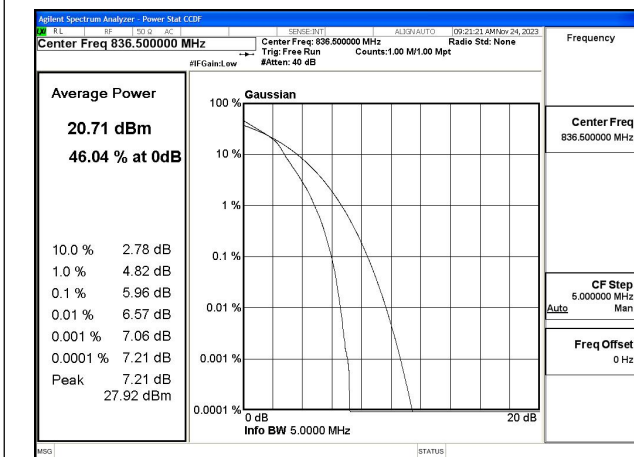 Agilent Spectrum Analyzer - Power Stat CCDF
RL RF 50 Ω AC SENSE:INT ALIGN AUTO 09:21:21 AM Nov 24, 2023
Center Freq 836.500000 MHz
Center Freq: 836.500000 MHz Radio Std: None
Trig: Free Run Counts:1.00 M/1.00 Mpt
#IFGain:Low #Atten: 40 dB
Frequency
Average Power
20.71 dBm
46.04 % at 0dB
10.0 % 2.78 dB
1.0 % 4.82 dB
0.1 % 5.96 dB
0.01 % 6.57 dB
0.001 % 7.06 dB
0.0001 % 7.21 dB
Peak 7.21 dB
27.92 dBm
Gaussian
100 %
10 %
1 %
0.1 %
0.01 %
0.001 %
0.0001 %
0 dB 20 dB
Info BW 5.0000 MHz
Center Freq
836.500000 MHz
CF Step
5.000000 MHz
Auto Man
Freq Offset
0 Hz
MSG STATUS